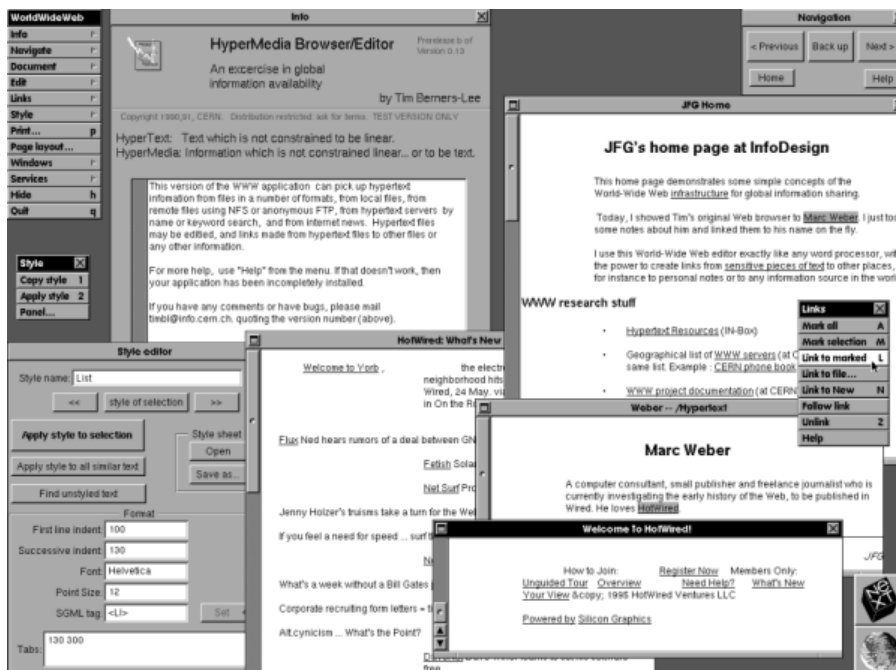 WorldWideWeb
Info
Navigate
Document
Edit
Links
Style
Print... p
Page layout...
Windows
Services
Hide h
Quit q
Style
Copy style 1
Apply style 2
Panel...
Info
HyperMedia Browser/Editor
An excercise in global
information availability
Version 0.13
by Tim Berners-Lee
Copyright 1990,91, CERN. Distribution restricted: ask for terms. TEST VERSION ONLY
HyperText: Text which is not constrained to be linear.
HyperMedia: Information which is not constrained linear... or to be text.
This version of the WWW application can pick up hypertext
infomation from files in a number of formats, from local files, from
remote files using NFS or anonymous FTP, from hypertext servers by
name or keyword search, and from internet news. Hypertext files
may be editied, and links made from hypertext files to other files or
any other information.
For more help, use "Help" from the menu. If that doesn't work, then
your application has been incompletely installed.
If you have any comments or have bugs, please mail
timbl@info.cern.ch. quoting the version number (above).
Navigation
< Previous Back up Next >
Home Help
JFG Home
JFG's home page at InfoDesign
This home page demonstrates some simple concepts of the
World-Wide Web infrastructure for global information sharing.
Today, I showed Tim's original Web browser to Marc Weber. I just too
some notes about him and linked them to his name on the fly.
I use this World-Wide Web editor exactly like any word processor, wit
the power to create links from sensitive pieces of text to other places,
for instance to personal notes or to any information source in the worl
WWW research stuff
• Hypertext Resources (IN-Box)
• Geographical list of WWW servers (at C
same list. Example : CERN phone book
• WWW project documentation (at CERN
Links
Mark all A
Mark selection M
Link to marked L
Link to file...
Link to New N
Follow link
Unlink Z
Help
Style editor
Style name: List
<< style of selection >>
Apply style to selection
Apply style to all similar text
Find unstyled text
Style sheet
Open
Save as...
Format
First line indent: 100
Successive indent: 130
Font: Helvetica
Point Size: 12
SGML tag: <LI>
Set
Tabs: 130 300
HotWired: What's New
Welcome to Yorb , the electr
neighborhood hits
Wired, 24 May. via
in On the R
Flux Ned hears rumors of a deal between GN
Fetish Sola
Net Surf Pr
Jenny Holzer's truisms take a turn for the We
If you feel a need for speed ... surf t
What's a week without a Bill Gates
Corporate recruiting form letters = t
Alt.cynicism ... What's the Point?
free
Weber -- /Hypertext
Marc Weber
A computer consultant, small publisher and freelance journalist who is
currently investigating the early history of the Web, to be published in
Wired. He loves HotWired.
JFG
Welcome To HotWired!
How to Join: Register Now Members Only:
Unguided Tour Overview Need Help? What's New
Your View &copy; 1995 HotWired Ventures LLC
Powered by Silicon Graphics